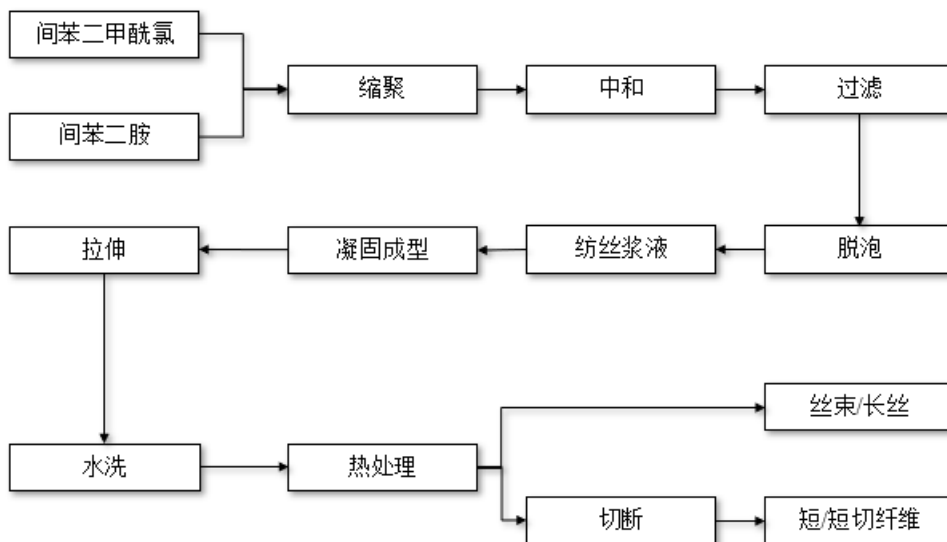 间苯二甲酰氯
间苯二胺
缩聚
中和
过滤
脱泡
纺丝浆液
凝固成型
拉伸
水洗
热处理
丝束/长丝
切断
短/短切纤维